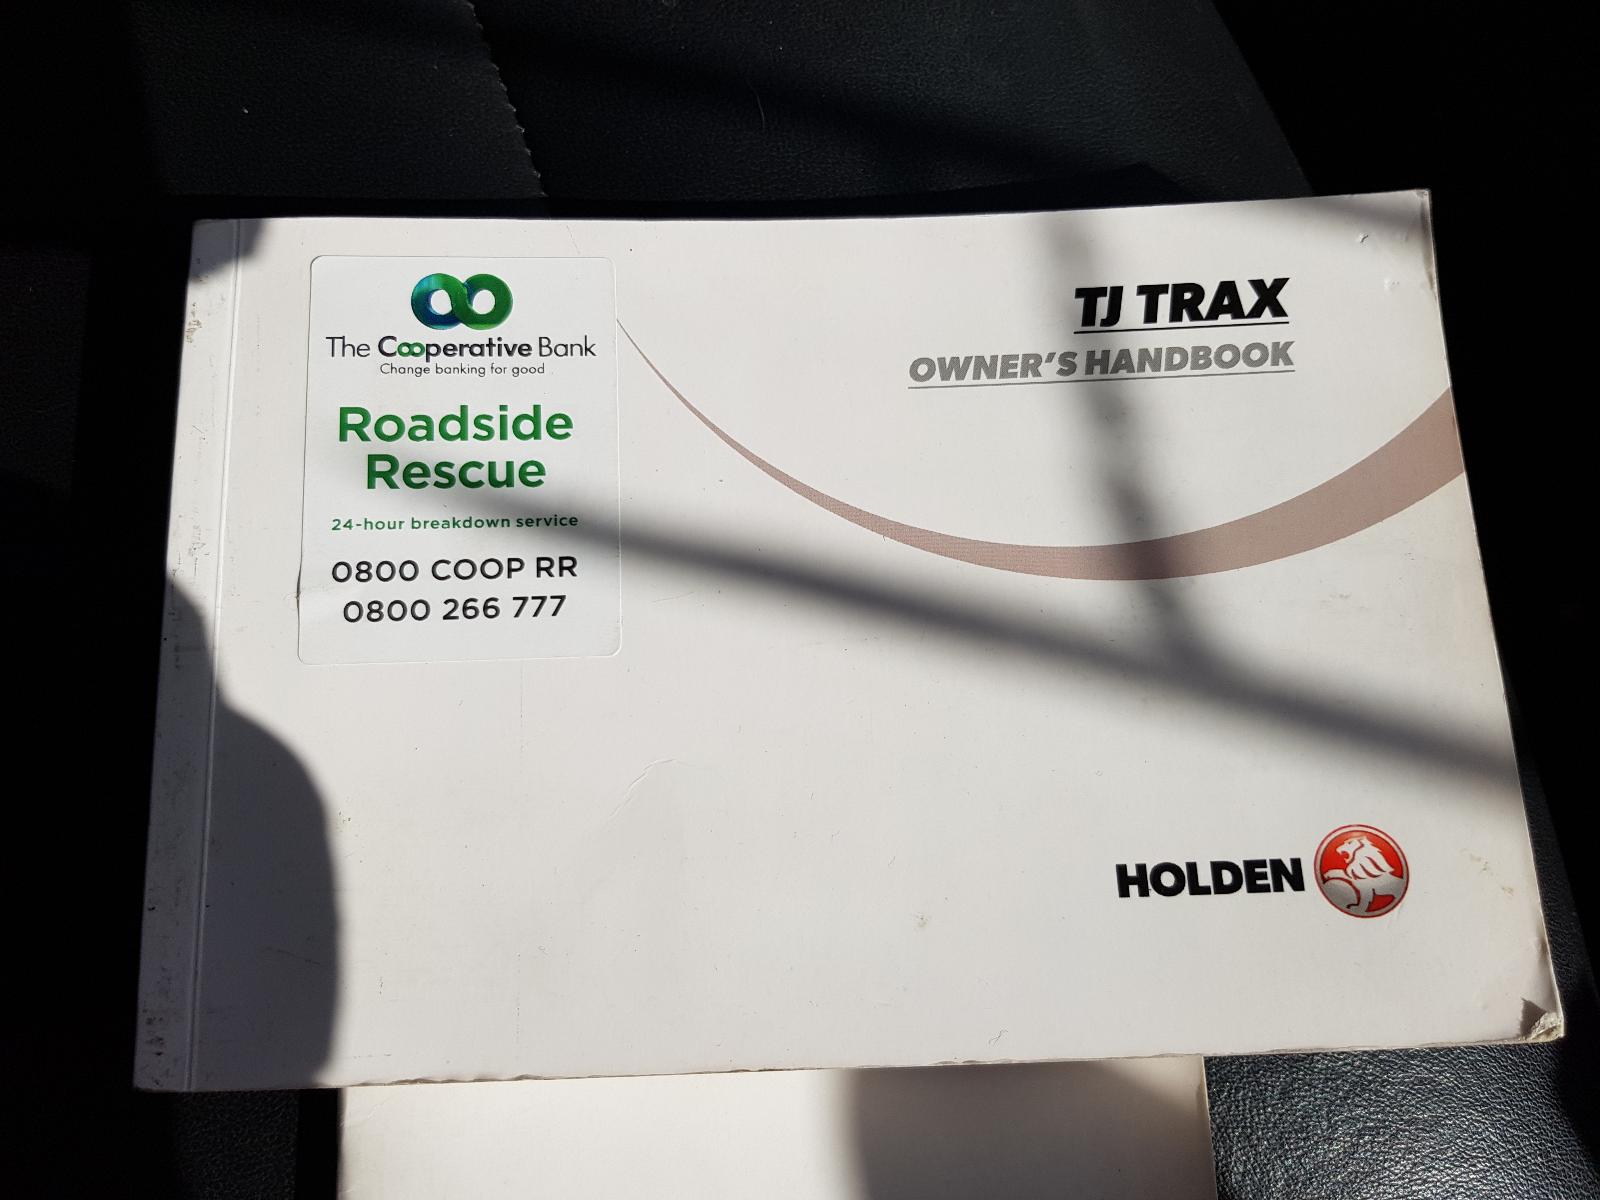 The Cooperative Bank
Change banking for good
Roadside
Rescue
24-hour breakdown service
0800 COOP RR
0800 266 777
TJ TRAX
OWNER'S HANDBOOK
HOLDEN